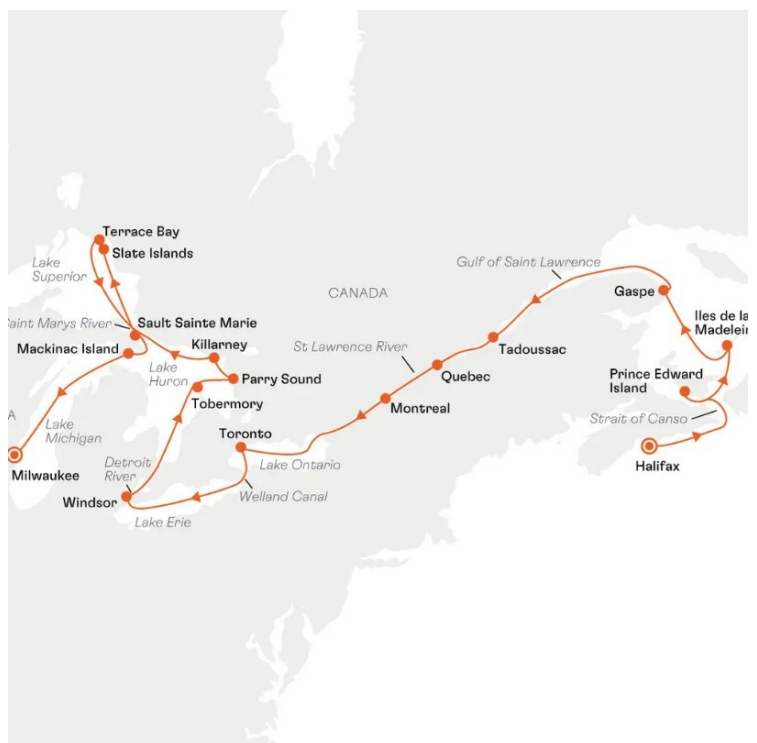 Terrace Bay
Slate Islands
Lake
Superior
CANADA
Gulf of Saint Lawrence
Gaspe
Iles de la
Madelein
aint Marys River
Sault Sainte Marie
Killarney
Mackinac Island
Lake
Huron
Parry Sound
Tobermory
St Lawrence River
Tadoussac
Quebec
Montreal
Prince Edward
Island
Strait of Canso
Halifax
A
Lake
Michigan
Milwaukee
Detroit
River
Windsor
Toronto
Lake Ontario
Welland Canal
Lake Erie